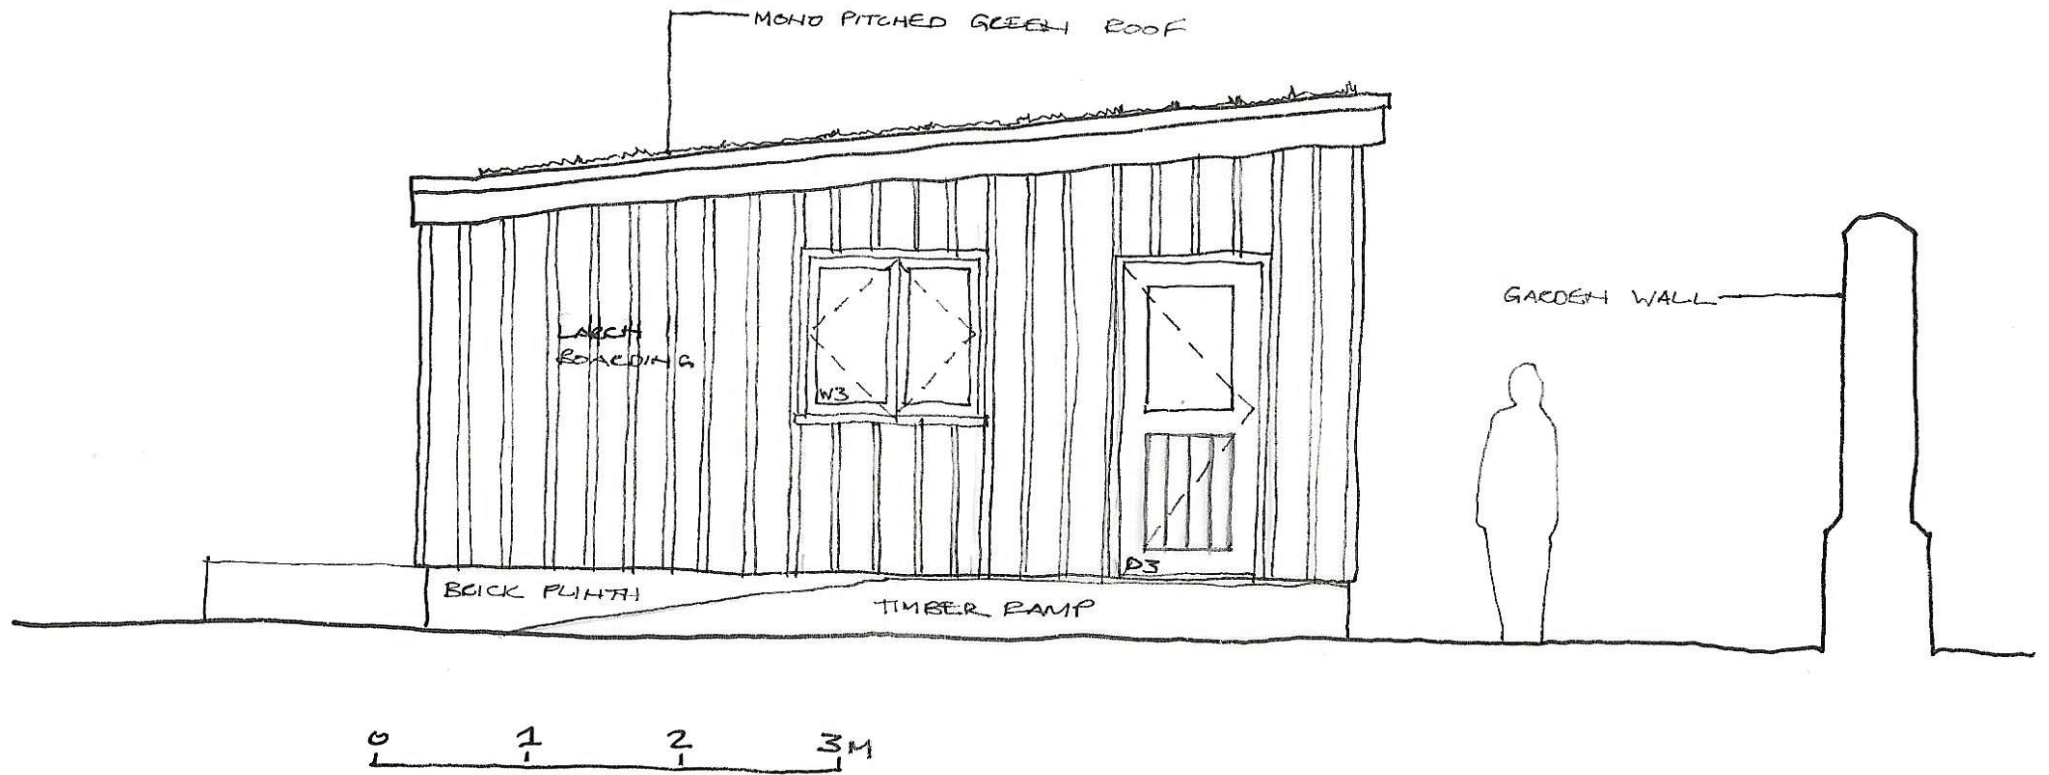 MONO PITCHED GREEN ROOF
GARDEN WALL
LARCH
BOARDING
W3
D3
BRICK PLINTH
TIMBER RAMP
0 1 2 3M